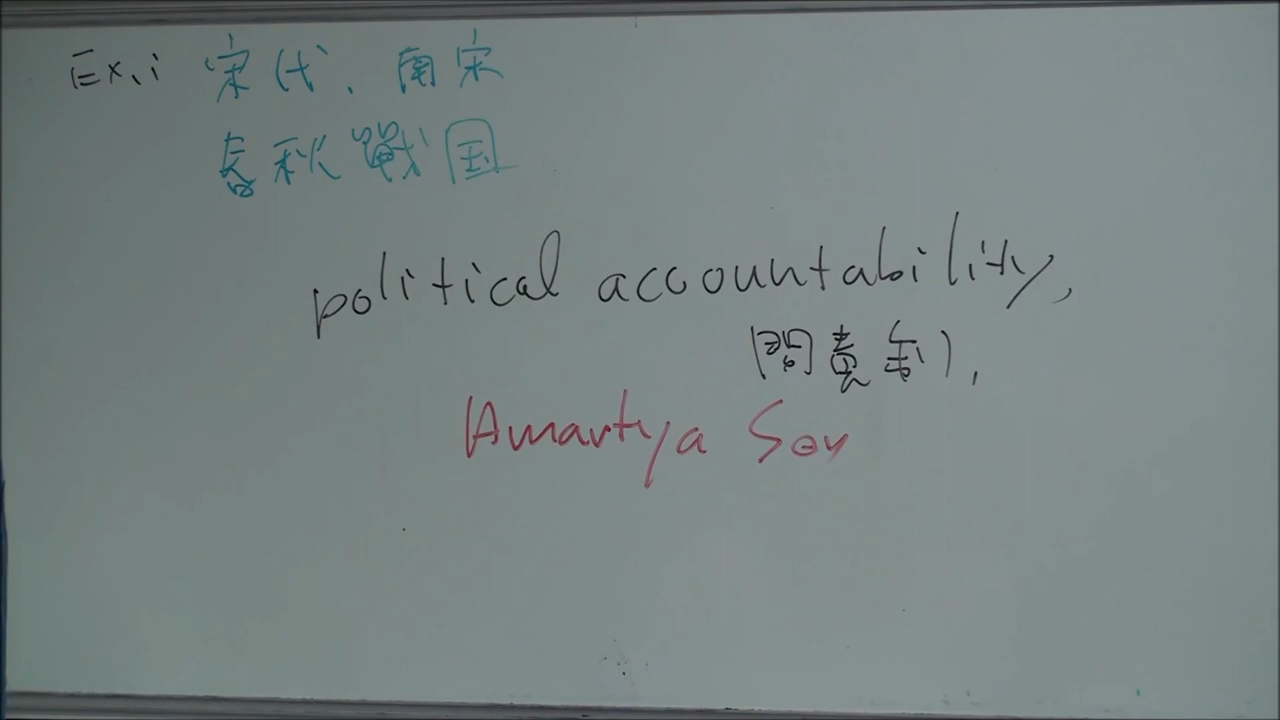 Ex.: 宋代、南宋
春秋戰国
political accountability,
問責制,
Amartya Sen